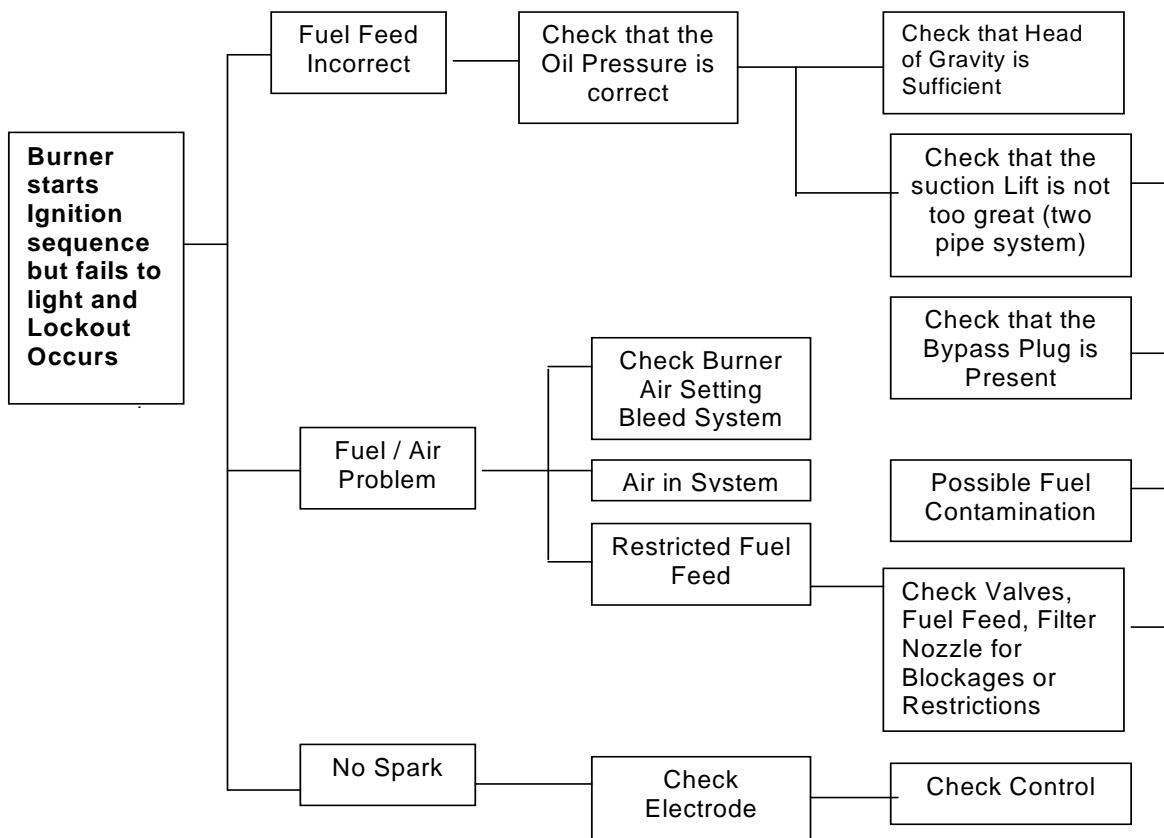 Fuel Feed
Incorrect
Check that the
Oil Pressure is
correct
Check that Head
of Gravity is
Sufficient
Burner
starts
Ignition
sequence
but fails to
light and
Lockout
Occurs
Check that the
suction Lift is not
too great (two
pipe system)
Check that the
Bypass Plug is
Present
Check Burner
Air Setting
Bleed System
Fuel / Air
Problem
Air in System
Possible Fuel
Contamination
Restricted Fuel
Feed
Check Valves,
Fuel Feed, Filter
Nozzle for
Blockages or
Restrictions
No Spark
Check
Electrode
Check Control